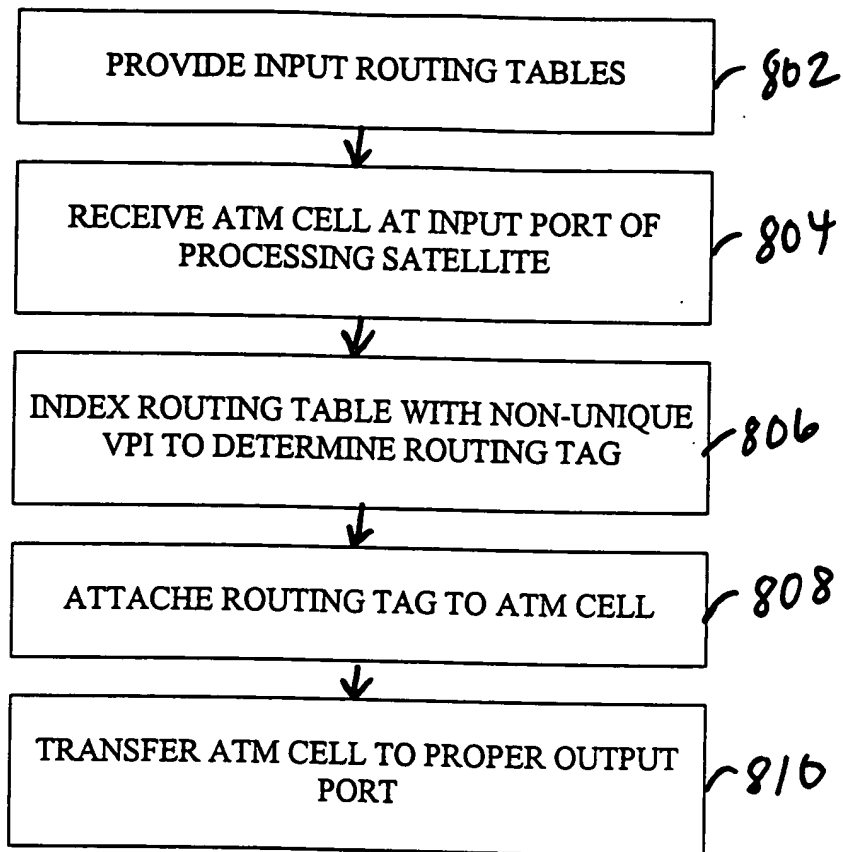 PROVIDE INPUT ROUTING TABLES
802
RECEIVE ATM CELL AT INPUT PORT OF
PROCESSING SATELLITE
804
INDEX ROUTING TABLE WITH NON-UNIQUE
VPI TO DETERMINE ROUTING TAG
806
ATTACHE ROUTING TAG TO ATM CELL
808
TRANSFER ATM CELL TO PROPER OUTPUT
PORT
810